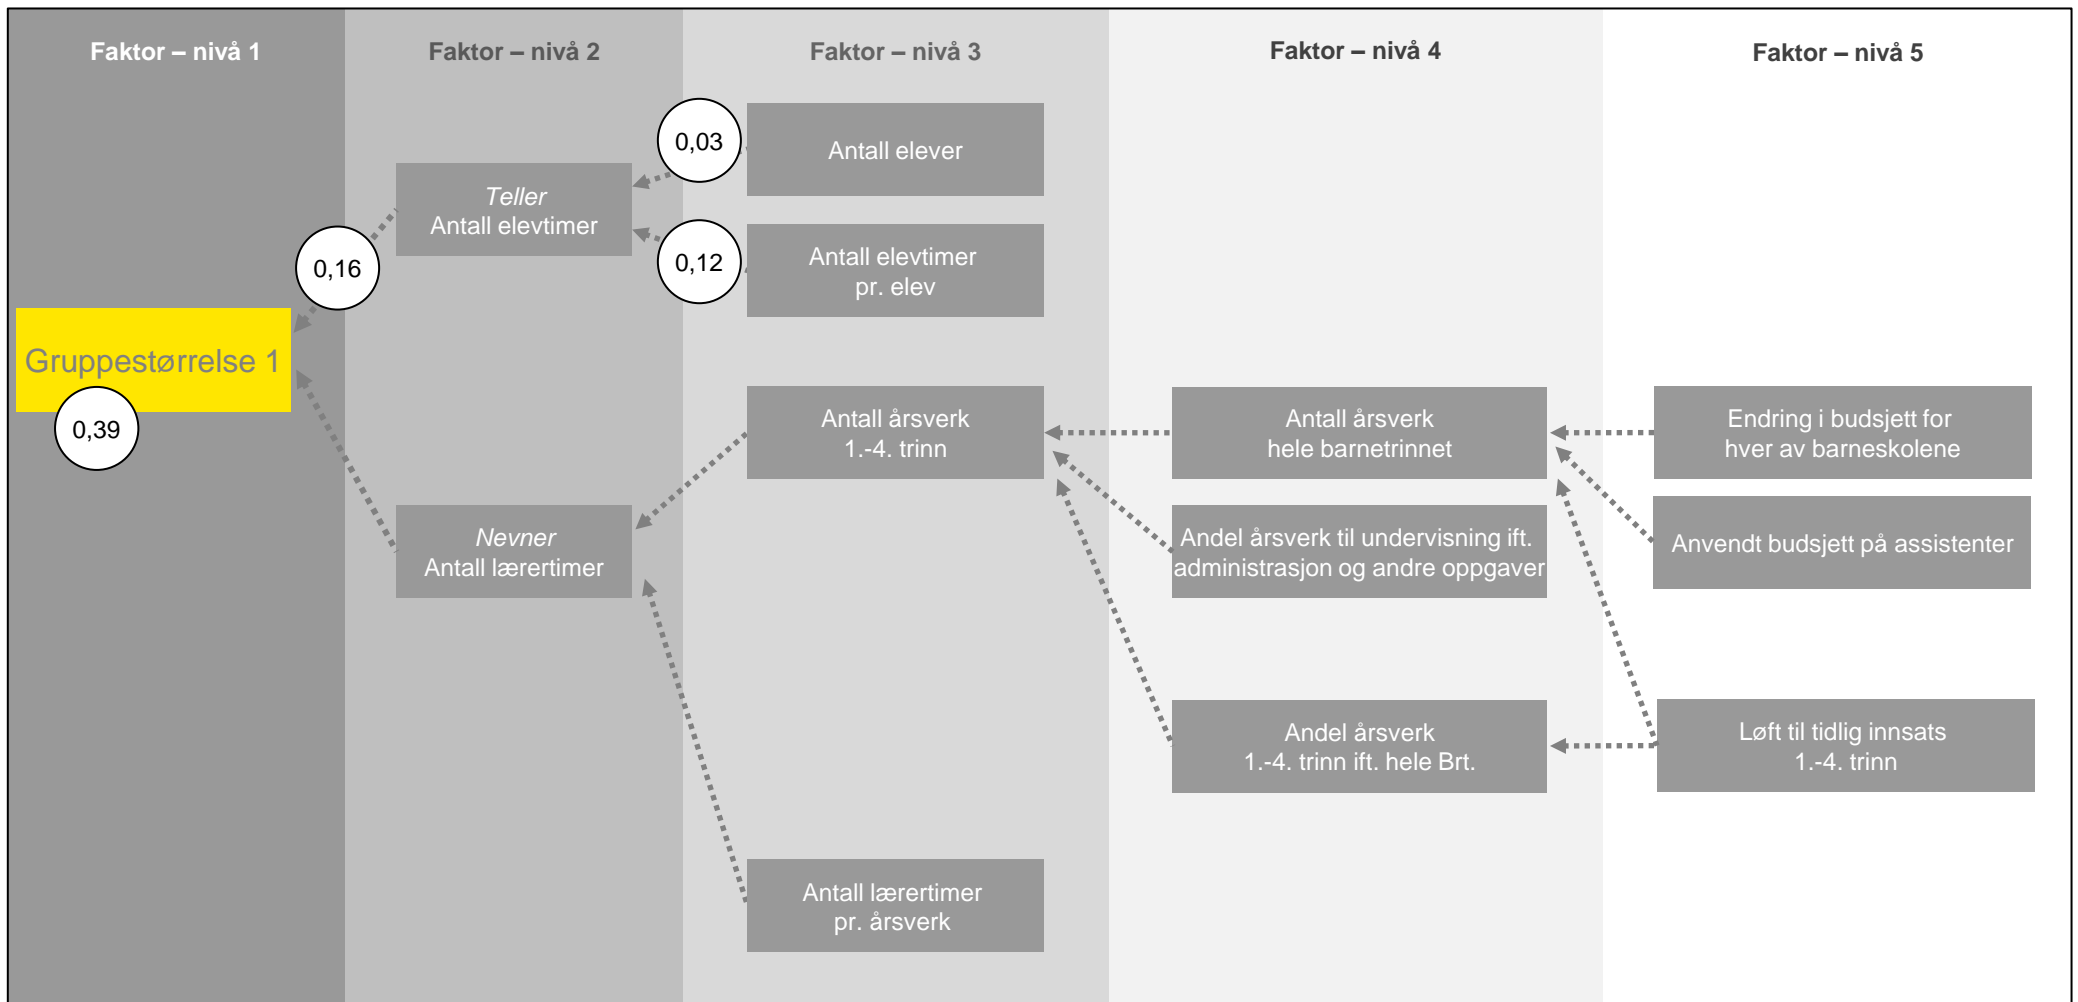 Faktor – nivå 1
Faktor – nivå 2
Faktor – nivå 3
Faktor – nivå 4
Faktor – nivå 5
0,03
Antall elever
Teller
Antall elevtimer
0,12
Antall elevtimer
pr. elev
0,16
Gruppestørrelse 1
0,39
Antall årsverk
1.-4. trinn
Antall årsverk
hele barnetrinnet
Endring i budsjett for
hver av barneskolene
Nevner
Antall lærertimer
Andel årsverk til undervisning ift.
administrasjon og andre oppgaver
Anvendt budsjett på assistenter
Andel årsverk
1.-4. trinn ift. hele Brt.
Løft til tidlig innsats
1.-4. trinn
Antall lærertimer
pr. årsverk